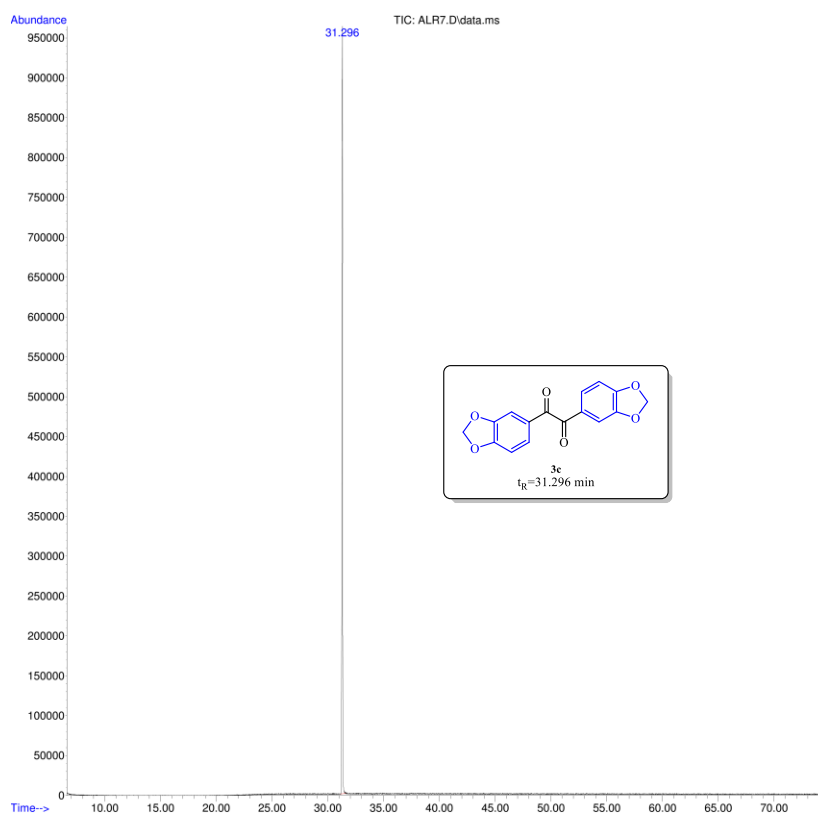 Abundance
TIC: ALR7.D\data.ms
31.296
950000
900000
850000
800000
750000
700000
650000
600000
550000
500000
450000
400000
350000
300000
250000
200000
150000
100000
50000
0
O
O
O
O
O
O
3c
tR=31.296 min
10.00 15.00 20.00 25.00 30.00 35.00 40.00 45.00 50.00 55.00 60.00 65.00 70.00
Time-->